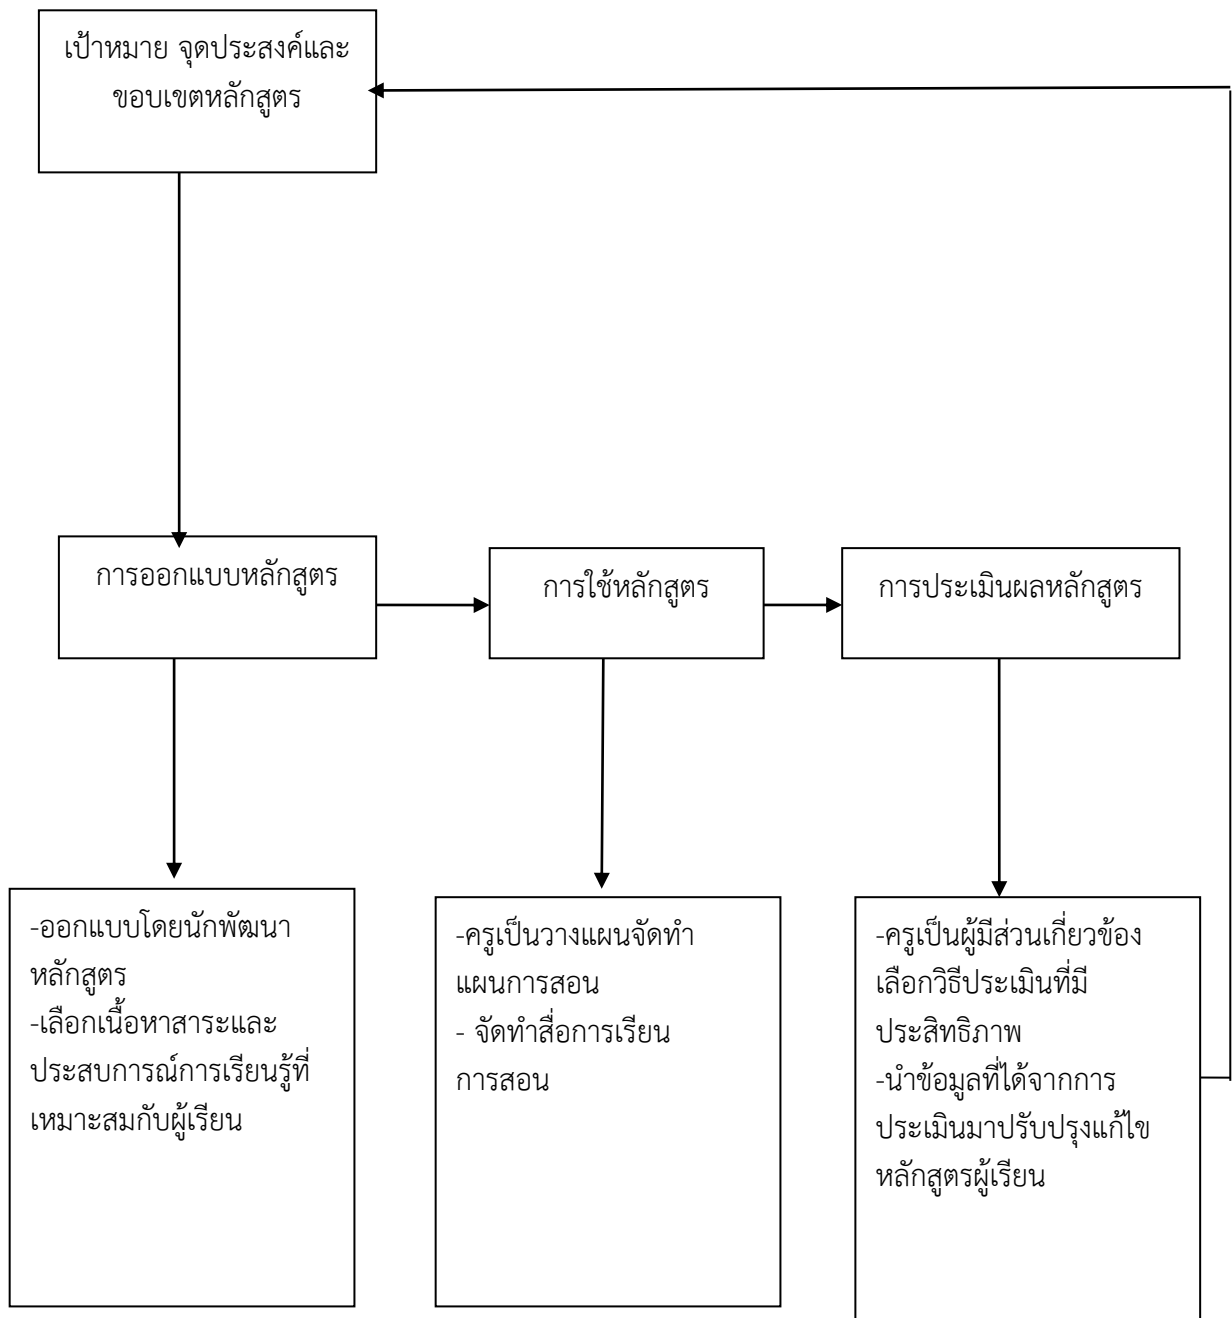 เป้าหมาย จุดประสงค์และ
ขอบเขตหลักสูตร
การออกแบบหลักสูตร
การใช้หลักสูตร
การประเมินผลหลักสูตร
-ออกแบบโดยนักพัฒนา
หลักสูตร
-เลือกเนื้อหาสาระและ
ประสบการณ์การเรียนรู้ที่
เหมาะสมกับผู้เรียน
-ครูเป็นวางแผนจัดทำ
แผนการสอน
- จัดทำสื่อการเรียน
การสอน
-ครูเป็นผู้มีส่วนเกี่ยวข้อง
เลือกวิธีประเมินที่มี
ประสิทธิภาพ
-นำข้อมูลที่ได้จากการ
ประเมินมาปรับปรุงแก้ไข
หลักสูตรผู้เรียน